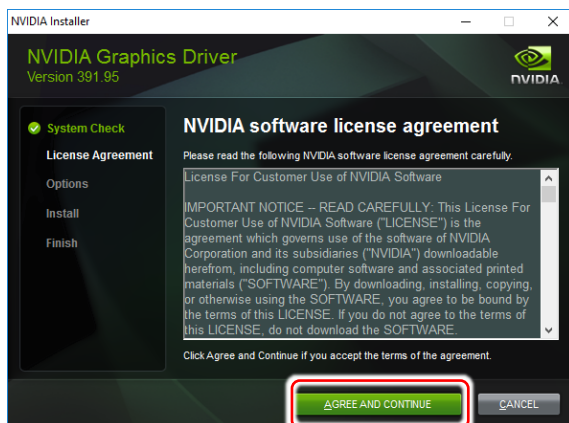 NVIDIA Installer
NVIDIA Graphics Driver
Version 391.95
NVIDIA
System Check
License Agreement
Options
Install
Finish
NVIDIA software license agreement
Please read the following NVIDIA software license agreement carefully.
License For Customer Use of NVIDIA Software
IMPORTANT NOTICE -- READ CAREFULLY: This License For
Customer Use of NVIDIA Software ("LICENSE") is the
agreement which governs use of the software of NVIDIA
Corporation and its subsidiaries ("NVIDIA") downloadable
herefrom, including computer software and associated printed
materials ("SOFTWARE"). By downloading, installing, copying,
or otherwise using the SOFTWARE, you agree to be bound by
the terms of this LICENSE. If you do not agree to the terms of
this LICENSE, do not download the SOFTWARE.
Click Agree and Continue if you accept the terms of the agreement.
AGREE AND CONTINUE
CANCEL